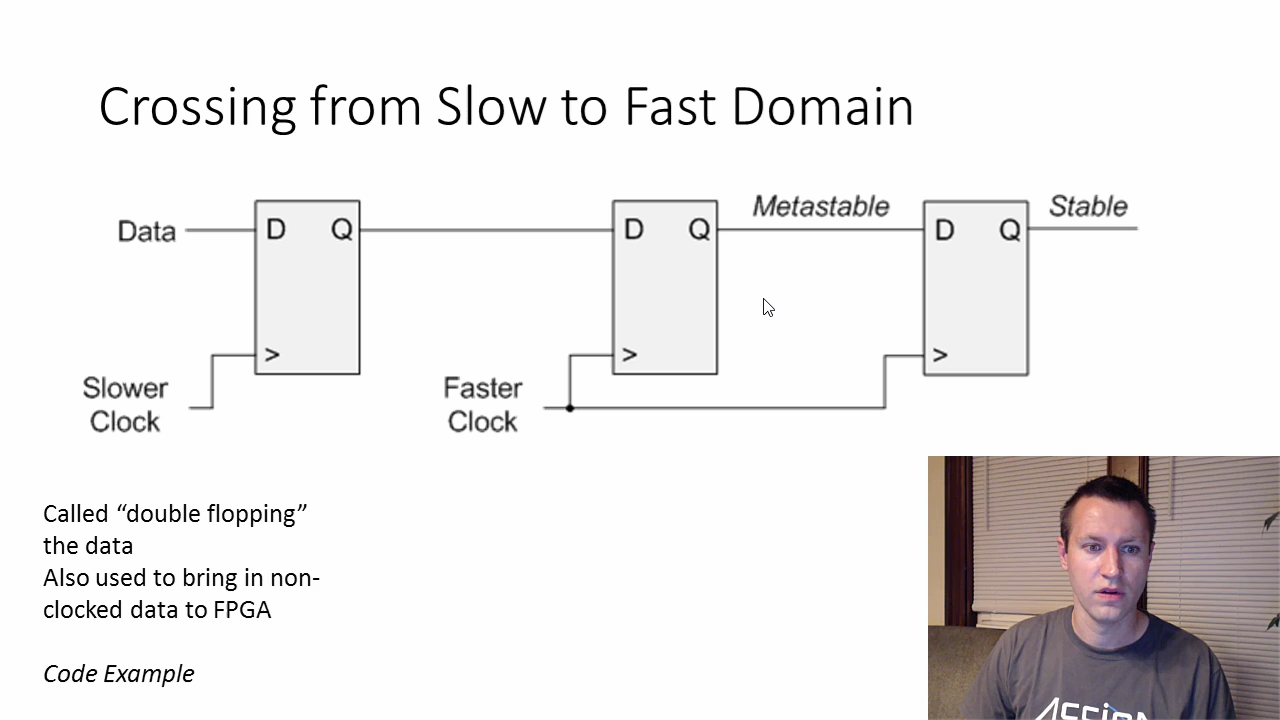 Crossing from Slow to Fast Domain
Metastable
Stable
Data
D
Q
D
Q
D
Q
>
>
>
Slower
Clock
Faster
Clock
Called “double flopping”
the data
Also used to bring in non-
clocked data to FPGA
Code Example